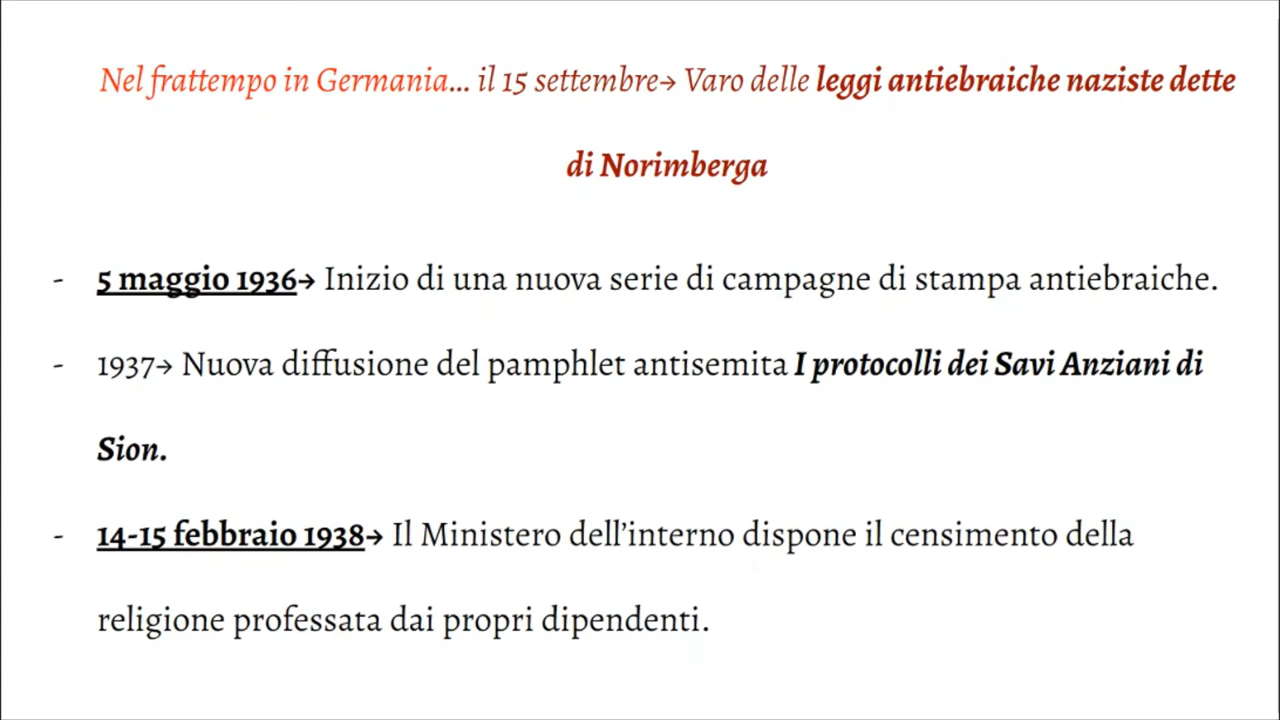 Nel frattempo in Germania... il 15 settembre→ Varo delle leggi antiebraiche naziste dette
di Norimberga
- 5 maggio 1936→ Inizio di una nuova serie di campagne di stampa antiebraiche.
- 1937→ Nuova diffusione del pamphlet antisemita I protocolli dei Savi Anziani di
Sion.
- 14-15 febbraio 1938→ Il Ministero dell’interno dispone il censimento della
religione professata dai propri dipendenti.